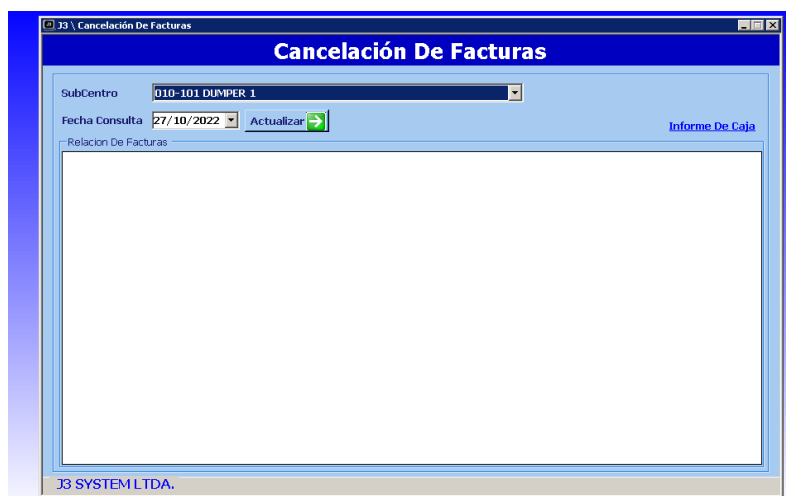 J3 \ Cancelación De Facturas
Cancelación De Facturas
SubCentro 010-101 DUMPER 1
Fecha Consulta 27/10/2022 Actualizar
Informe De Caja
Relacion De Facturas
J3 SYSTEM LTDA.